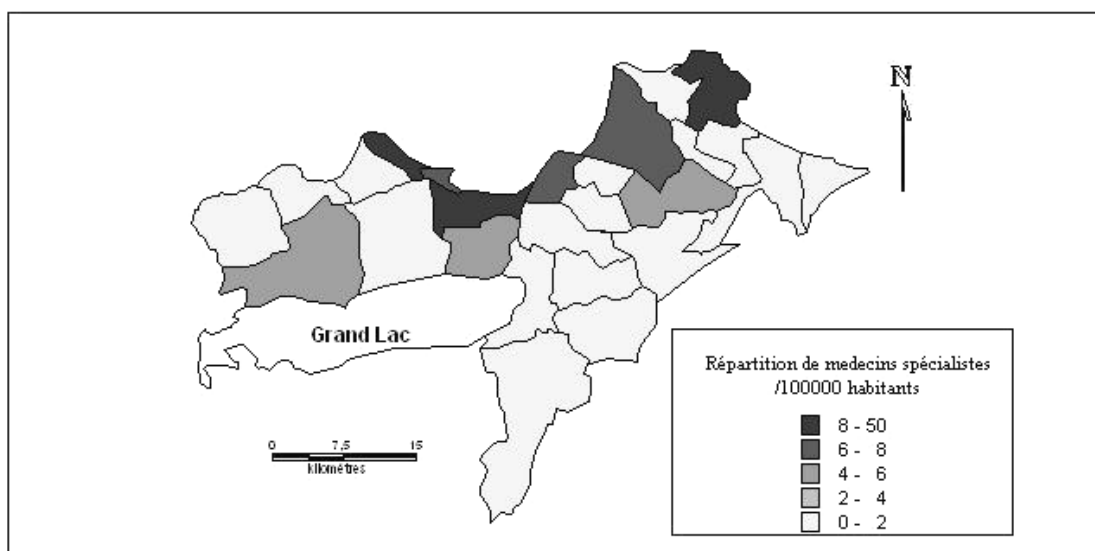 N
Grand Lac
0 7,5 15
kilométres
Répartition de medecins spécialistes
/100000 habitants
8 - 50
6 - 8
4 - 6
2 - 4
0 - 2